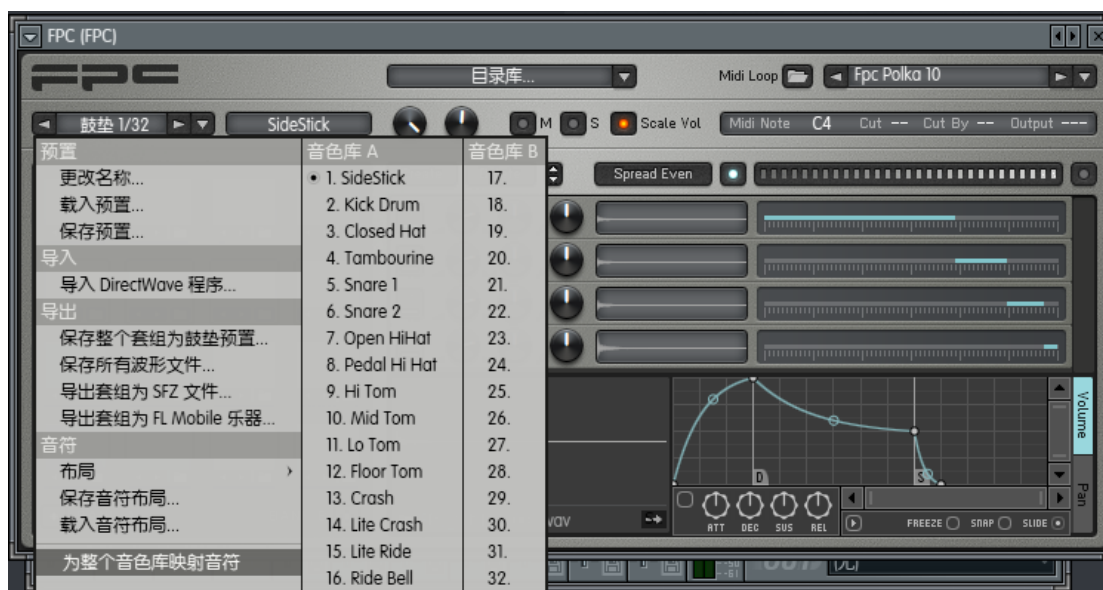 FPC (FPC)
FPC
目录库...
Midi Loop
Fpc Polka 10
鼓垫 1/32
SideStick
M
S
Scale Vol
Midi Note C4 Cut -- Cut By -- Output ---
Spread Even
预置
更改名称...
载入预置...
保存预置...
导入
导入 DirectWave 程序...
导出
保存整个套组为鼓垫预置...
保存所有波形文件...
导出套组为 SFZ 文件...
导出套组为 FL Mobile 乐器...
音符
布局
保存音符布局...
载入音符布局...
为整个音色库映射音符
音色库 A
1. SideStick
2. Kick Drum
3. Closed Hat
4. Tambourine
5. Snare 1
6. Snare 2
7. Open HiHat
8. Pedal Hi Hat
9. Hi Tom
10. Mid Tom
11. Lo Tom
12. Floor Tom
13. Crash
14. Lite Crash
15. Lite Ride
16. Ride Bell
音色库 B
17.
18.
19.
20.
21.
22.
23.
24.
25.
26.
27.
28.
29.
30.
31.
32.
D
S
Volume
Pan
wav
ATT DEC SUS REL
FREEZE SNAP SLIDE